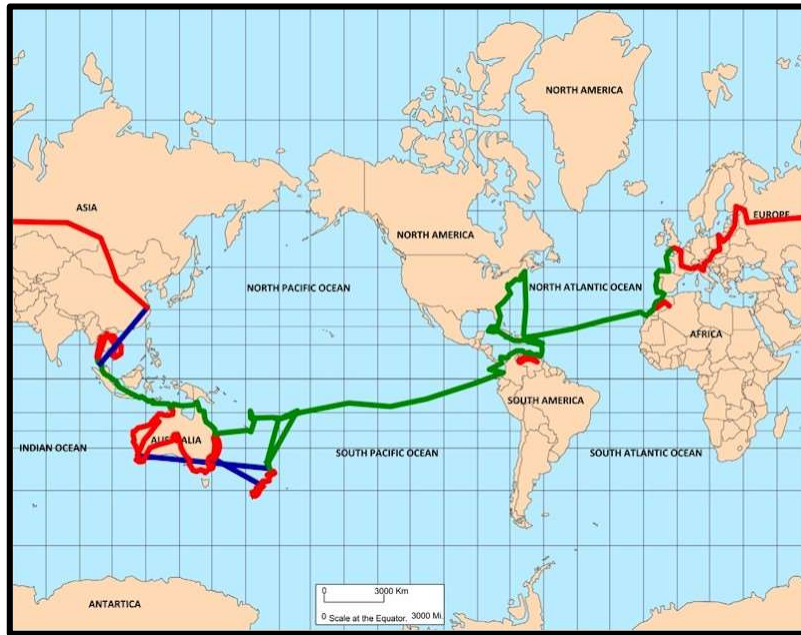 NORTH AMERICA
ASIA
EUROPE
NORTH AMERICA
NORTH PACIFIC OCEAN
NORTH ATLANTIC OCEAN
AFRICA
SOUTH AMERICA
AUSTRALIA
INDIAN OCEAN
SOUTH PACIFIC OCEAN
SOUTH ATLANTIC OCEAN
ANTARTICA
0 3000 Km
0 Scale at the Equator. 3000 Mi.